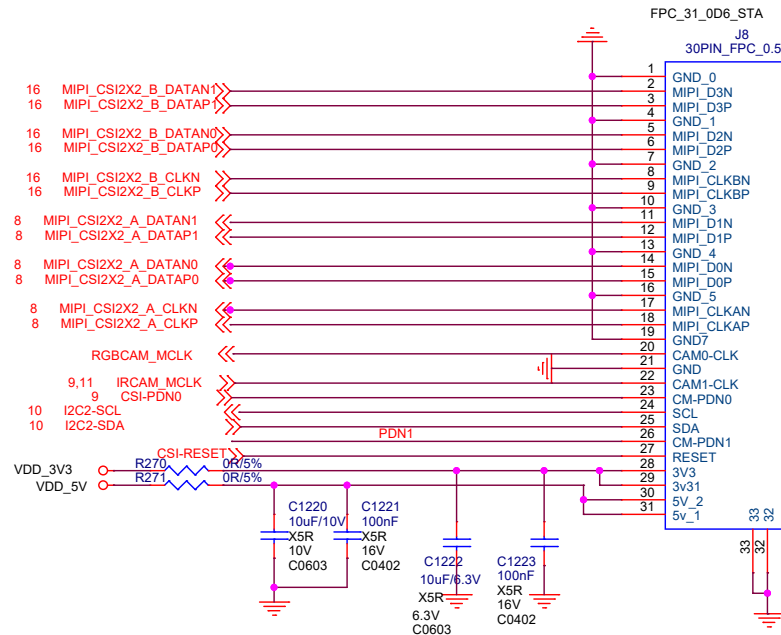 FPC_31_0D6_STA
J8
30PIN_FPC_0.5
16 MIPI_CSI2X2_B_DATAN1 2 MIPI_D3N
1 GND_0
16 MIPI_CSI2X2_B_DATAP1 3 MIPI_D3P
4 GND_1
16 MIPI_CSI2X2_B_DATAN0 5 MIPI_D2N
16 MIPI_CSI2X2_B_DATAP0 6 MIPI_D2P
7 GND_2
16 MIPI_CSI2X2_B_CLKN 8 MIPI_CLKBN
16 MIPI_CSI2X2_B_CLKP 9 MIPI_CLKBP
10 GND_3
8 MIPI_CSI2X2_A_DATAN1 11 MIPI_D1N
8 MIPI_CSI2X2_A_DATAP1 12 MIPI_D1P
13 GND_4
8 MIPI_CSI2X2_A_DATAN0 14 MIPI_D0N
8 MIPI_CSI2X2_A_DATAP0 15 MIPI_D0P
16 GND_5
8 MIPI_CSI2X2_A_CLKN 17 MIPI_CLKAN
8 MIPI_CSI2X2_A_CLKP 18 MIPI_CLKAP
19 GND7
RGBCAM_MCLK 20 CAM0-CLK
21 GND
9,11 IRCAM_MCLK 22 CAM1-CLK
9 CSI-PDN0 23 CM-PDN0
10 I2C2-SCL 24 SCL
10 I2C2-SDA 25 SDA
PDN1 26 CM-PDN1
CSI-RESET 27 RESET
VDD_3V3 R270 0R/5% 28 3V3
29 3v31
VDD_5V R271 0R/5% 30 5V_2
31 5v_1
33 32
33 32
C1220
10uF/10V
X5R
10V
C0603
C1221
100nF
X5R
16V
C0402
C1222
10uF/6.3V
X5R
6.3V
C0603
C1223
100nF
X5R
16V
C0402